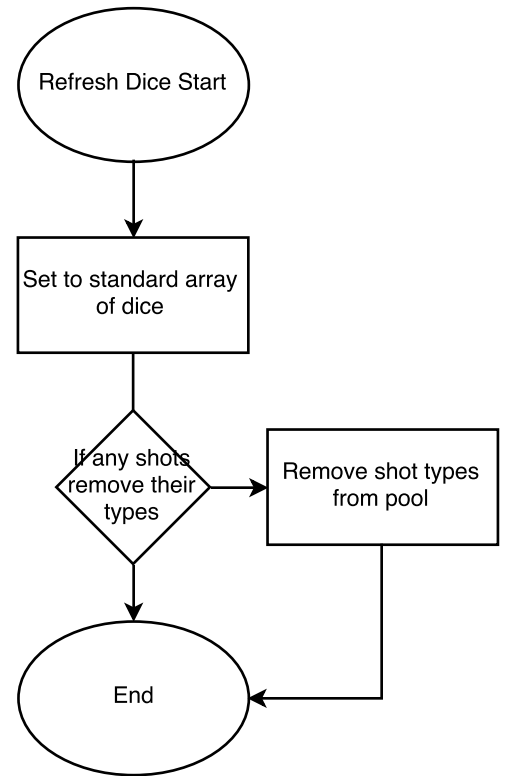 Refresh Dice Start
Set to standard array
of dice
If any shots
remove their
types
Remove shot types
from pool
End